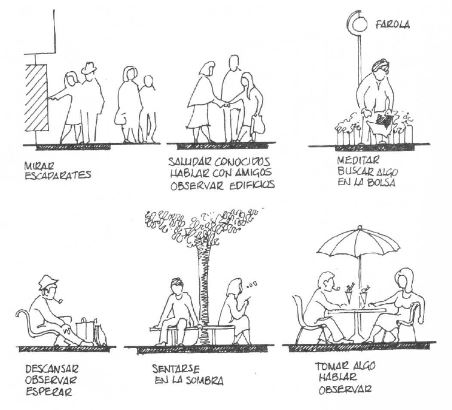 FAROLA
MIRAR
ESCAPARATES
SALUDAR CONOCIDOS
HABLAR CON AMIGOS
OBSERVAR EDIFICIOS
MEDITAR
BUSCAR ALGO
EN LA BOLSA
DESCANSAR
OBSERVAR
ESPERAR
SENTARSE
EN LA SOMBRA
TOMAR ALGO
HABLAR
OBSERVAR